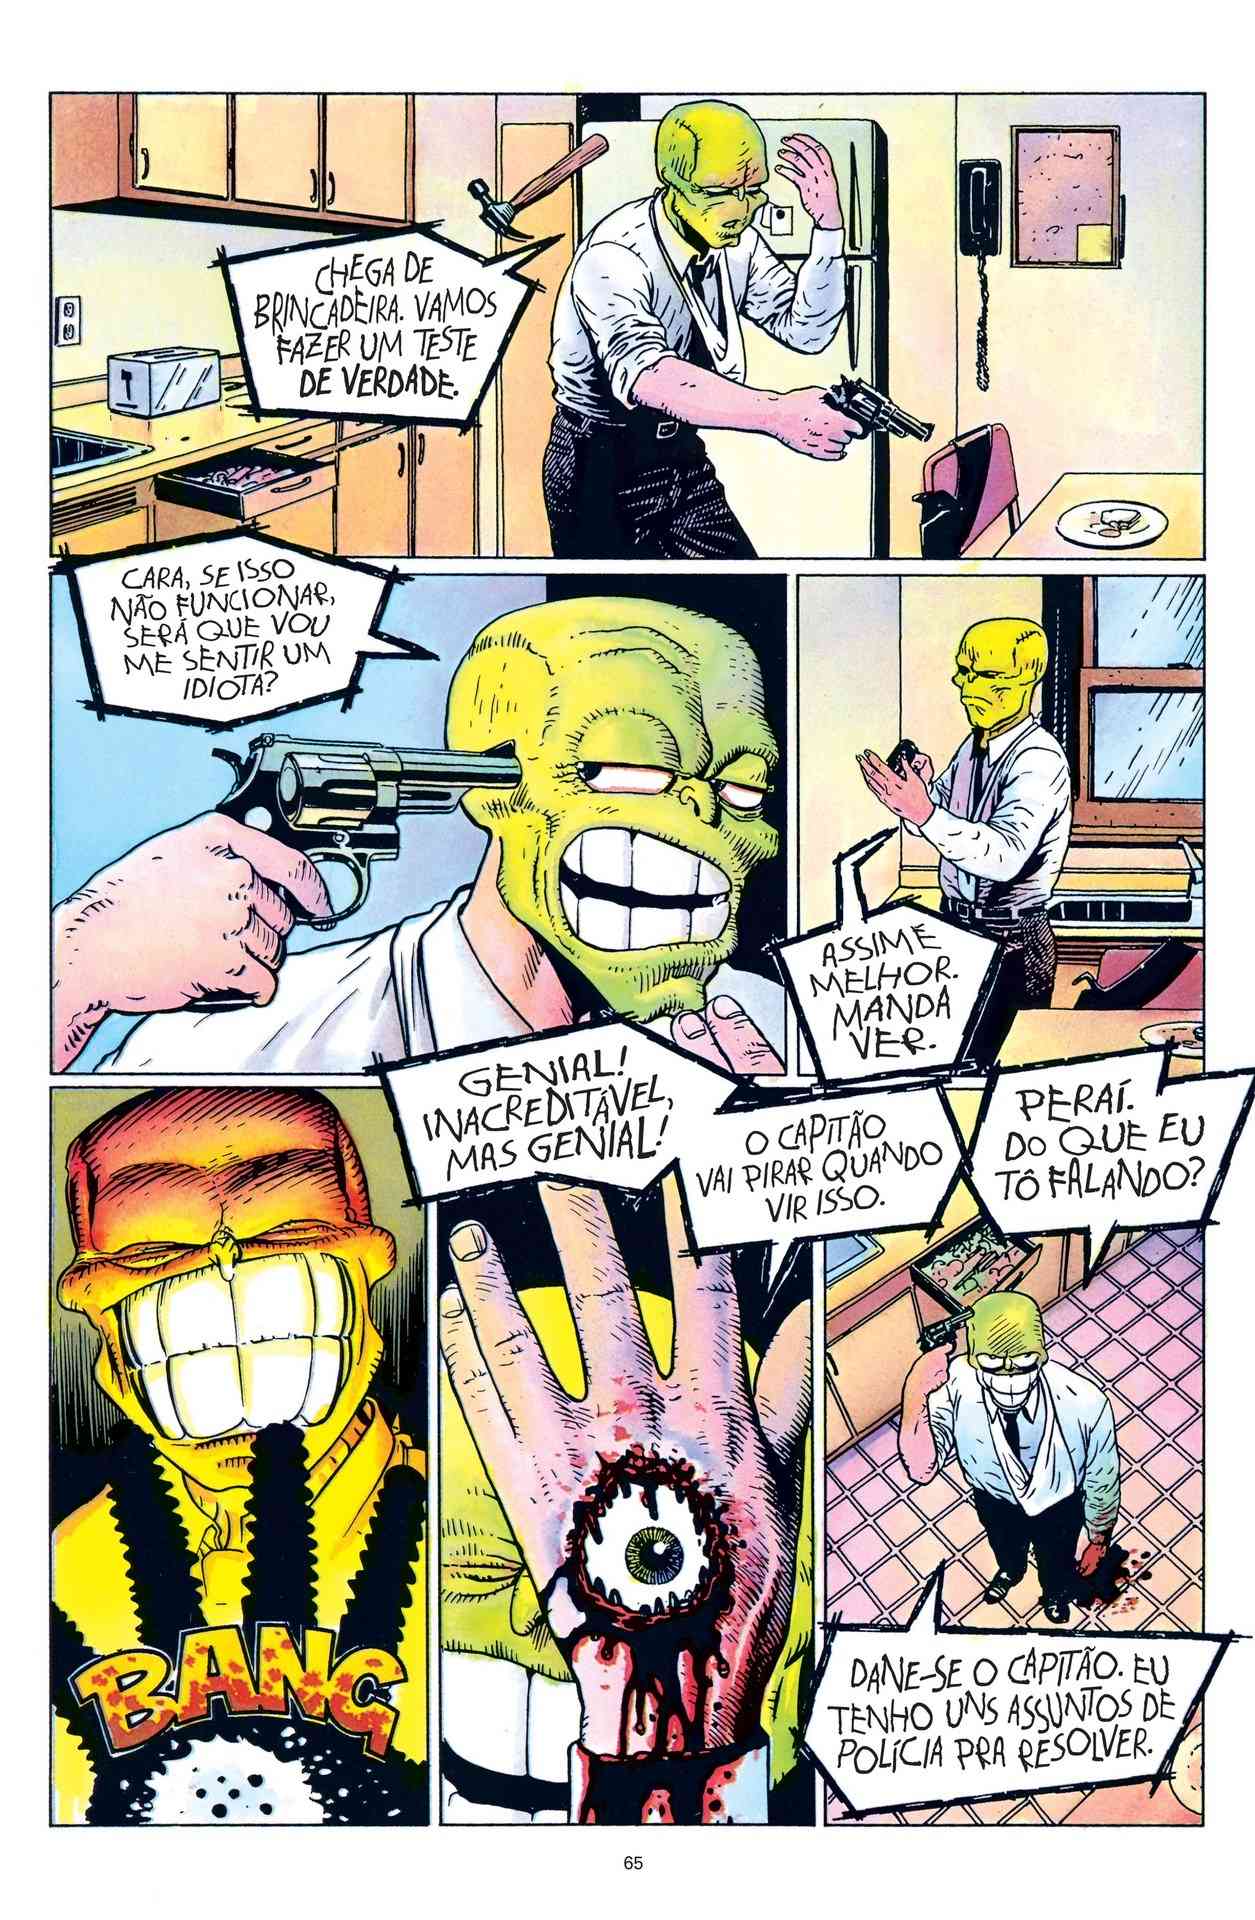 CHEGA DE
BRINCADEIRA. VAMOS
FAZER UM TESTE
DE VERDADE.
CARA, SE ISSO
NÃO FUNCIONAR,
SERÁ QUE VOU
ME SENTIR UM
IDIOTA?
ASSIM É
MELHOR.
MANDA
VER.
BANG
GENIAL!
INACREDITÁVEL,
MAS GENIAL!
O CAPITÃO
VAI PIRAR QUANDO
VIR ISSO.
PERAÍ.
DO QUE EU
TÔ FALANDO?
DANE-SE O CAPITÃO. EU
TENHO UNS ASSUNTOS DE
POLÍCIA PRA RESOLVER.
65